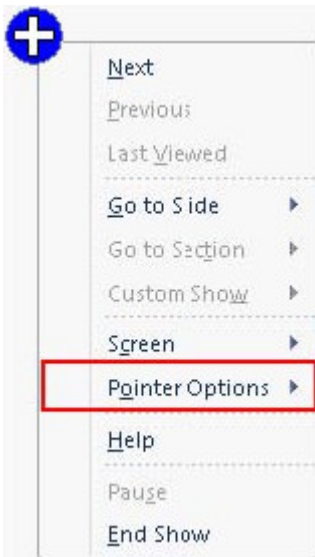 Next
Previous
Last Viewed
Go to Slide
Go to Section
Custom Show
Screen
Pointer Options
Help
Pause
End Show